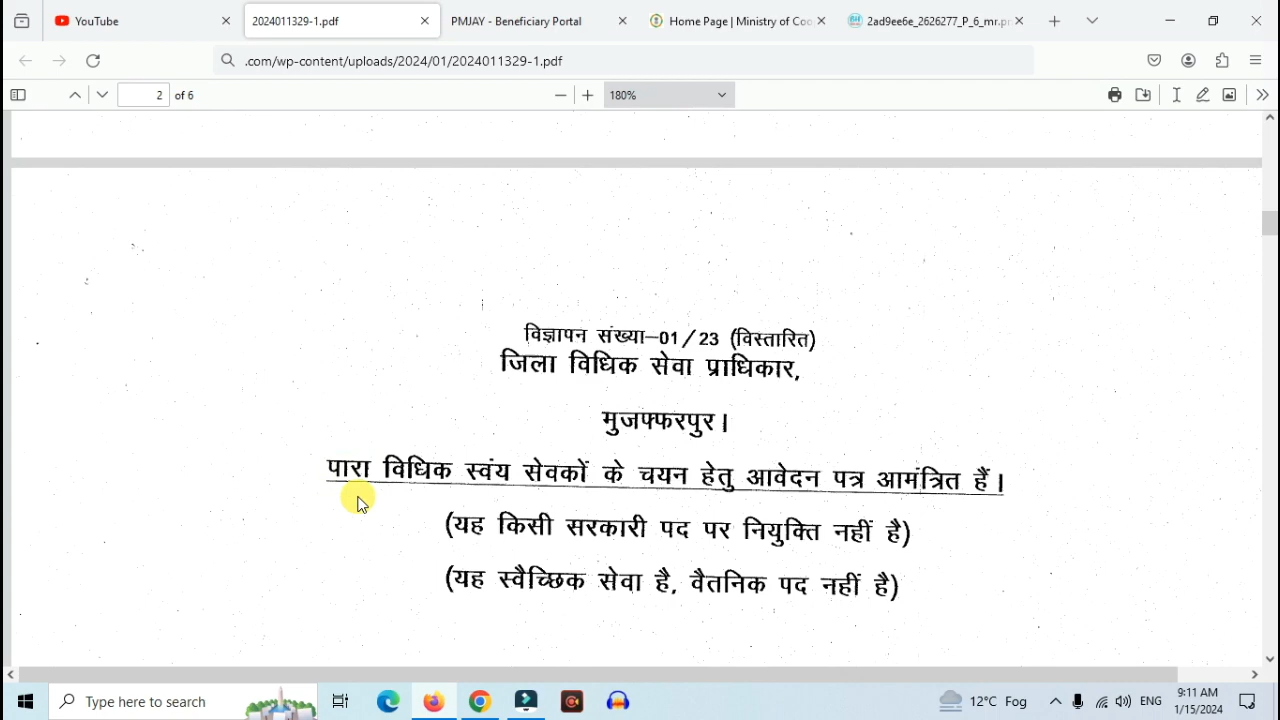 YouTube
2024011329-1.pdf
PMJAY - Beneficiary Portal
Home Page | Ministry of Coo
2ad9ee6e_2626277_P_6_mr.pn
.com/wp-content/uploads/2024/01/2024011329-1.pdf
2 of 6
180%
विज्ञापन संख्या-01/23 (विस्तारित)
जिला विधिक सेवा प्राधिकार,
मुजफ्फरपुर।
पारा विधिक स्वंय सेवकों के चयन हेतु आवेदन पत्र आमंत्रित हैं।
(यह किसी सरकारी पद पर नियुक्ति नहीं है)
(यह स्वैच्छिक सेवा है, वैतनिक पद नहीं है)
Type here to search
12°C Fog
ENG
9:11 AM
1/15/2024